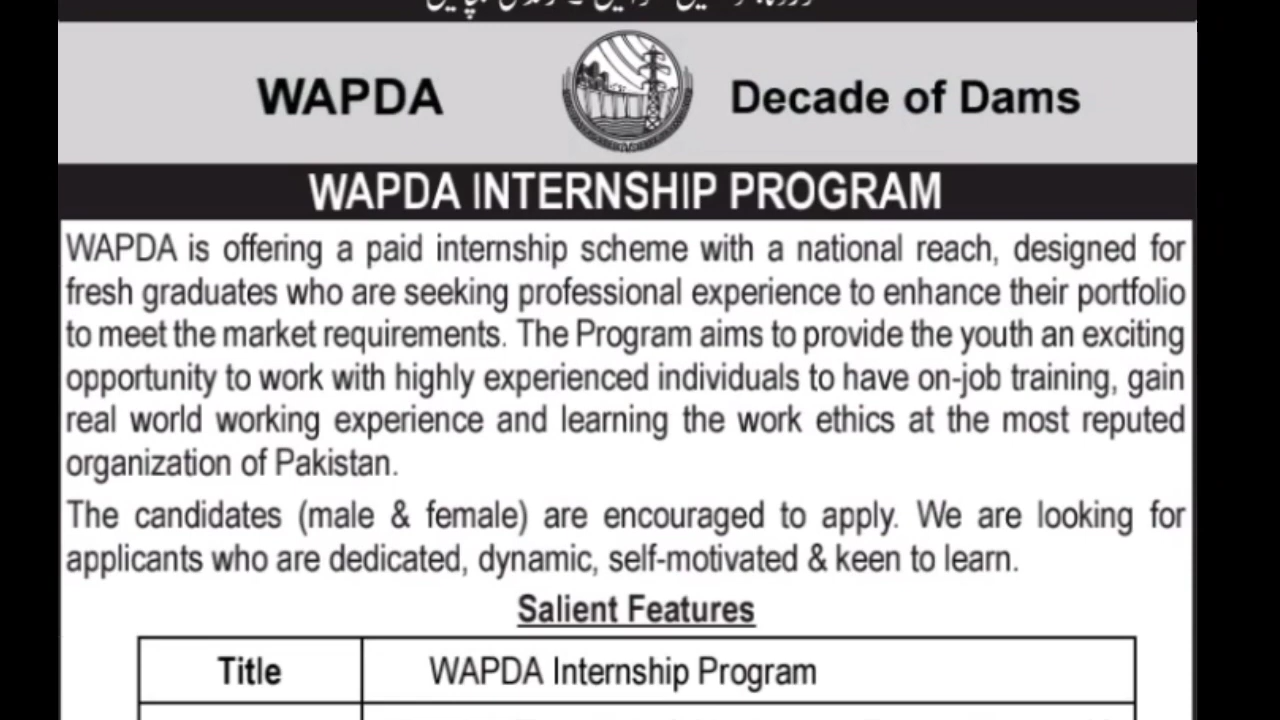 WAPDA
Decade of Dams
WAPDA INTERNSHIP PROGRAM
WAPDA is offering a paid internship scheme with a national reach, designed for
fresh graduates who are seeking professional experience to enhance their portfolio
to meet the market requirements. The Program aims to provide the youth an exciting
opportunity to work with highly experienced individuals to have on-job training, gain
real world working experience and learning the work ethics at the most reputed
organization of Pakistan.
The candidates (male & female) are encouraged to apply. We are looking for
applicants who are dedicated, dynamic, self-motivated & keen to learn.
Salient Features
Title WAPDA Internship Program